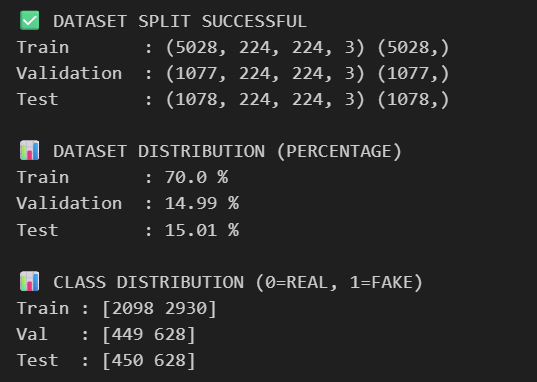 ✅ DATASET SPLIT SUCCESSFUL
Train       : (5028, 224, 224, 3) (5028,)
Validation  : (1077, 224, 224, 3) (1077,)
Test        : (1078, 224, 224, 3) (1078,)

📊 DATASET DISTRIBUTION (PERCENTAGE)
Train       : 70.0 %
Validation  : 14.99 %
Test        : 15.01 %

📊 CLASS DISTRIBUTION (0=REAL, 1=FAKE)
Train : [2098 2930]
Val   : [449 628]
Test  : [450 628]